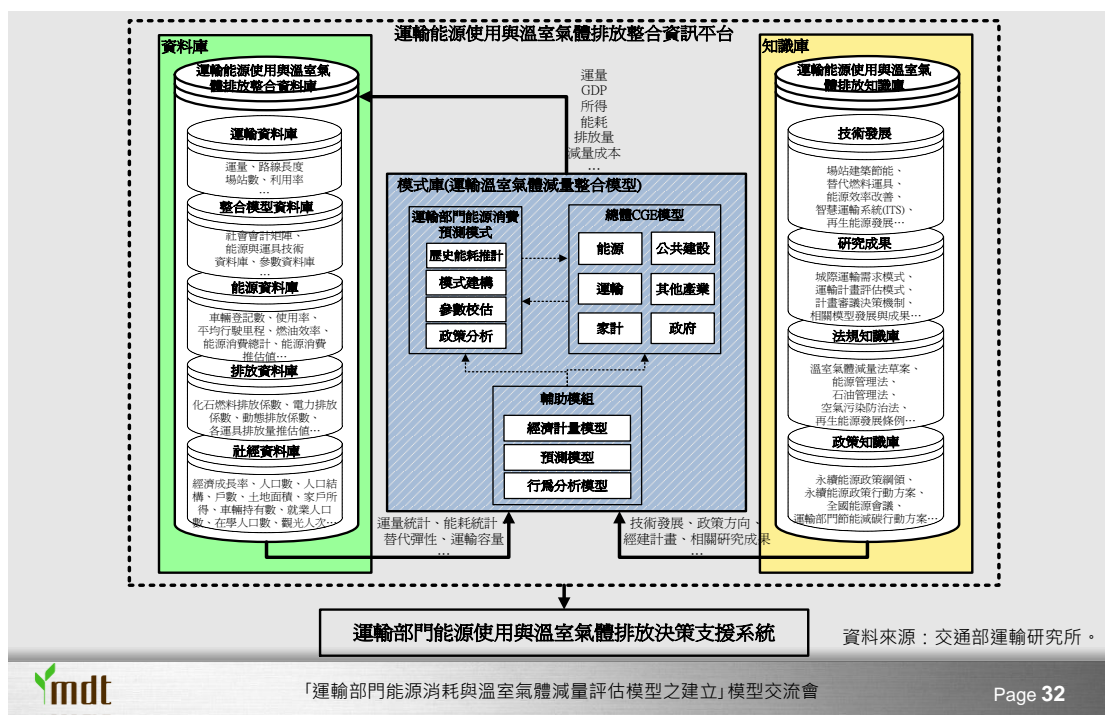 運輸能源使用與溫室氣體排放整合資訊平台
資料庫
運輸能源使用與溫室氣
體排放整合資料庫
運輸資料庫
運量、路線長度
場站數、利用率
…
整合模型資料庫
社會會計矩陣、
能源與運具技術
資料庫、參數資料庫
…
能源資料庫
車輛登記數、使用率、
平均行駛里程、燃油效率、
能源消費總計、能源消費
推估值…
排放資料庫
化石燃料排放係數、電力排放
係數、動態排放係數、
各運具排放量推估值…
社經資料庫
經濟成長率、人口數、人口結
構、戶數、土地面積、家戶所
得、車輛持有數、就業人口
數、在學人口數、觀光人次…
運量
GDP
所得
能耗
排放量
減量成本
…
模式庫(運輸溫室氣體減量整合模型)
運輸部門能源消費
預測模式
歷史能耗推計
模式建構
參數校估
政策分析
總體CGE模型
能源
公共建設
運輸
其他產業
家計
政府
輔助模組
經濟計量模型
預測模型
行為分析模型
運量統計、能耗統計
替代彈性、運輸容量
…
技術發展、政策方向、
經建計畫、相關研究成果
…
知識庫
運輸能源使用與溫室氣
體排放知識庫
技術發展
場站建築節能、
替代燃料運具、
能源效率改善、
智慧運輸系統(ITS)、
再生能源發展…
研究成果
城際運輸需求模式、
運輸計畫評估模式、
計畫審議決策機制、
相關模型發展與成果…
法規知識庫
溫室氣體減量法草案、
能源管理法、
石油管理法、
空氣污染防治法、
再生能源發展條例…
政策知識庫
永續能源政策綱領、
永續能源政策行動方案、
全國能源會議、
運輸部門節能減碳行動方案…
運輸部門能源使用與溫室氣體排放決策支援系統
資料來源：交通部運輸研究所。
mdt
「運輸部門能源消耗與溫室氣體減量評估模型之建立」模型交流會
Page 32